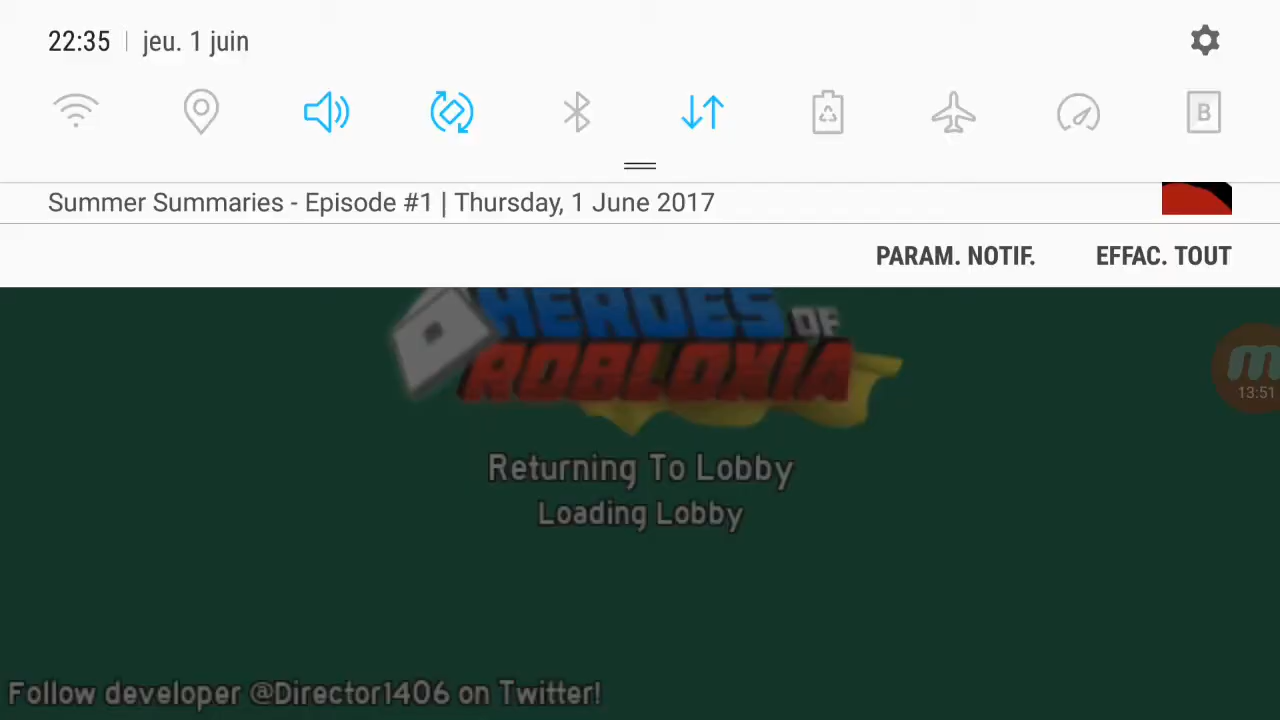 22:35 | jeu. 1 juin
B
Summer Summaries - Episode #1 | Thursday, 1 June 2017
PARAM. NOTIF. EFFAC. TOUT
HEROES OF
ROBLOXIA
13:51
Returning To Lobby
Loading Lobby
Follow developer @Director1406 on Twitter!